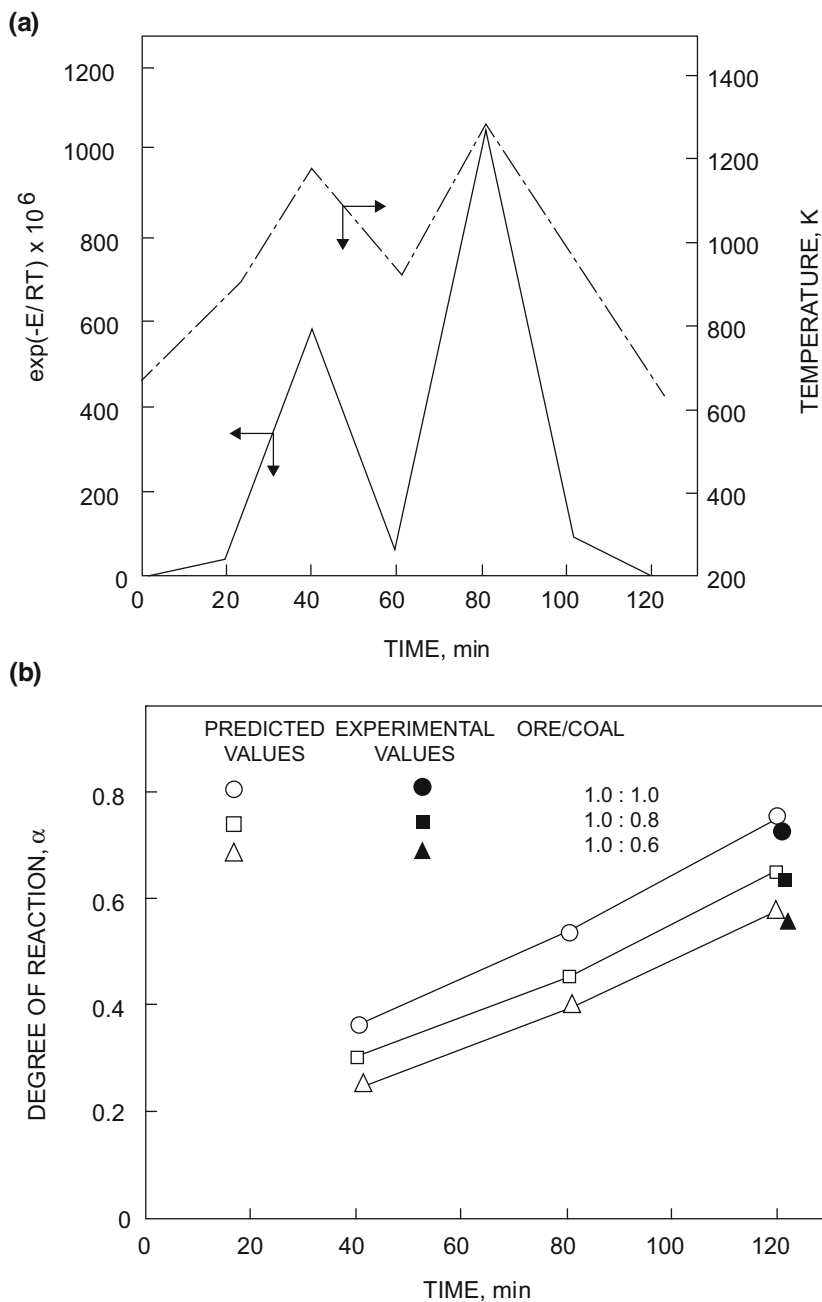 (a)
exp(-E/RT) x 10^6
1200
1000
800
600
400
200
0
1400
1200
1000
800
600
400
200
TEMPERATURE, K
0
20
40
60
80
100
120
TIME, min
(b)
PREDICTED VALUES
EXPERIMENTAL VALUES
ORE/COAL
1.0 : 1.0
1.0 : 0.8
1.0 : 0.6
DEGREE OF REACTION, α
0.8
0.6
0.4
0.2
0
0
20
40
60
80
100
120
TIME, min